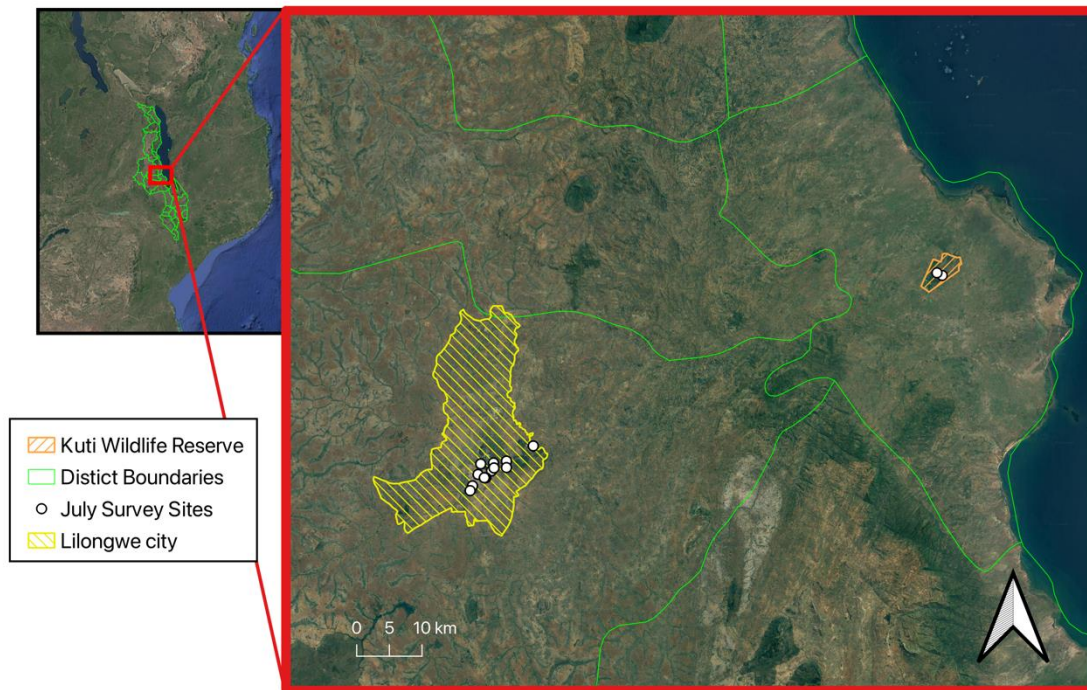 Kuti Wildlife Reserve
Distict Boundaries
July Survey Sites
Lilongwe city
0 5 10 km